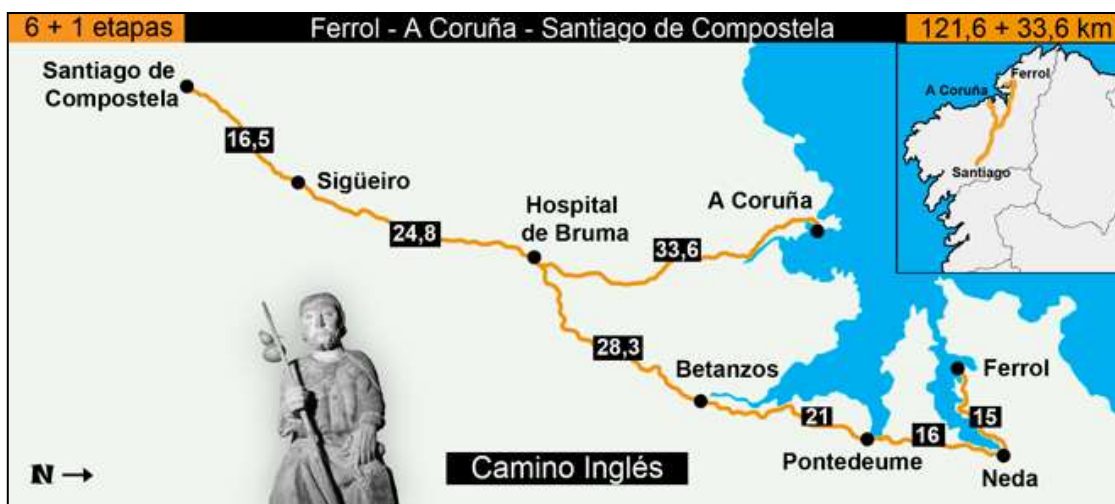 6 + 1 etapas
Ferrol - A Coruña - Santiago de Compostela
121,6 + 33,6 km
Santiago de
Compostela
16,5
Sigüeiro
24,8
Hospital
de Bruma
33,6
A Coruña
28,3
Betanzos
21
Pontedeume
16
15
Ferrol
Neda
Camino Inglés
N
A Coruña
Ferrol
Santiago